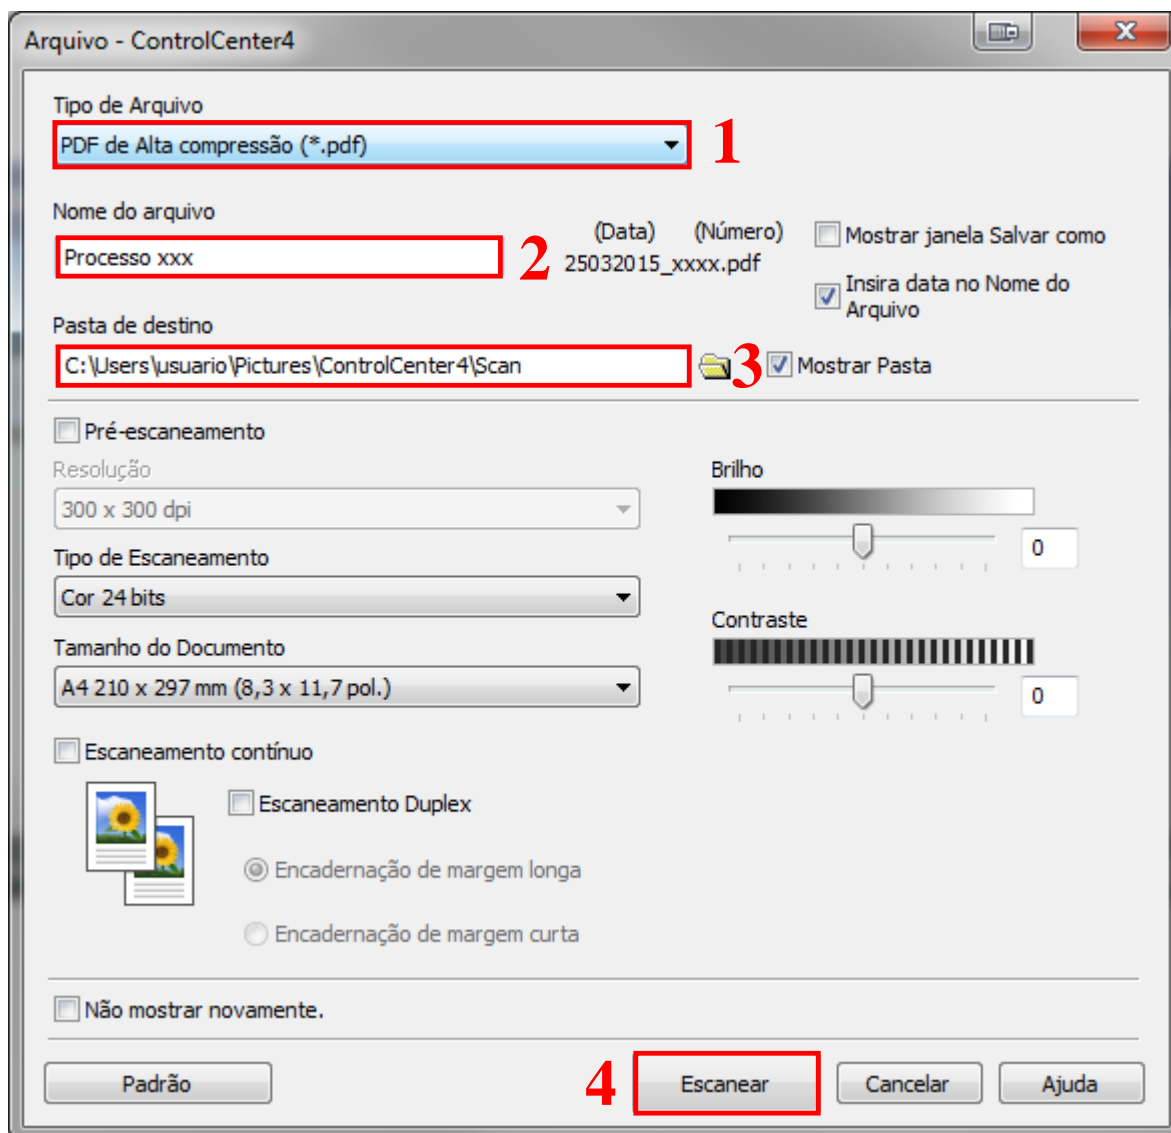 Arquivo - ControlCenter4
Tipo de Arquivo
PDF de Alta compressão (*.pdf)
1
Nome do arquivo
Processo xxx
2
(Data) (Número)
25032015_xxxx.pdf
Mostrar janela Salvar como
Insira data no Nome do
Arquivo
Pasta de destino
C:\Users\usuario\Pictures\ControlCenter4\Scan
3
Mostrar Pasta
Pré-escaneamento
Resolução
300 x 300 dpi
Tipo de Escaneamento
Cor 24 bits
Tamanho do Documento
A4 210 x 297 mm (8,3 x 11,7 pol.)
Brilho
0
Contraste
0
Escaneamento contínuo
Escaneamento Duplex
Encadernação de margem longa
Encadernação de margem curta
Não mostrar novamente.
Padrão
4
Escanear
Cancelar
Ajuda